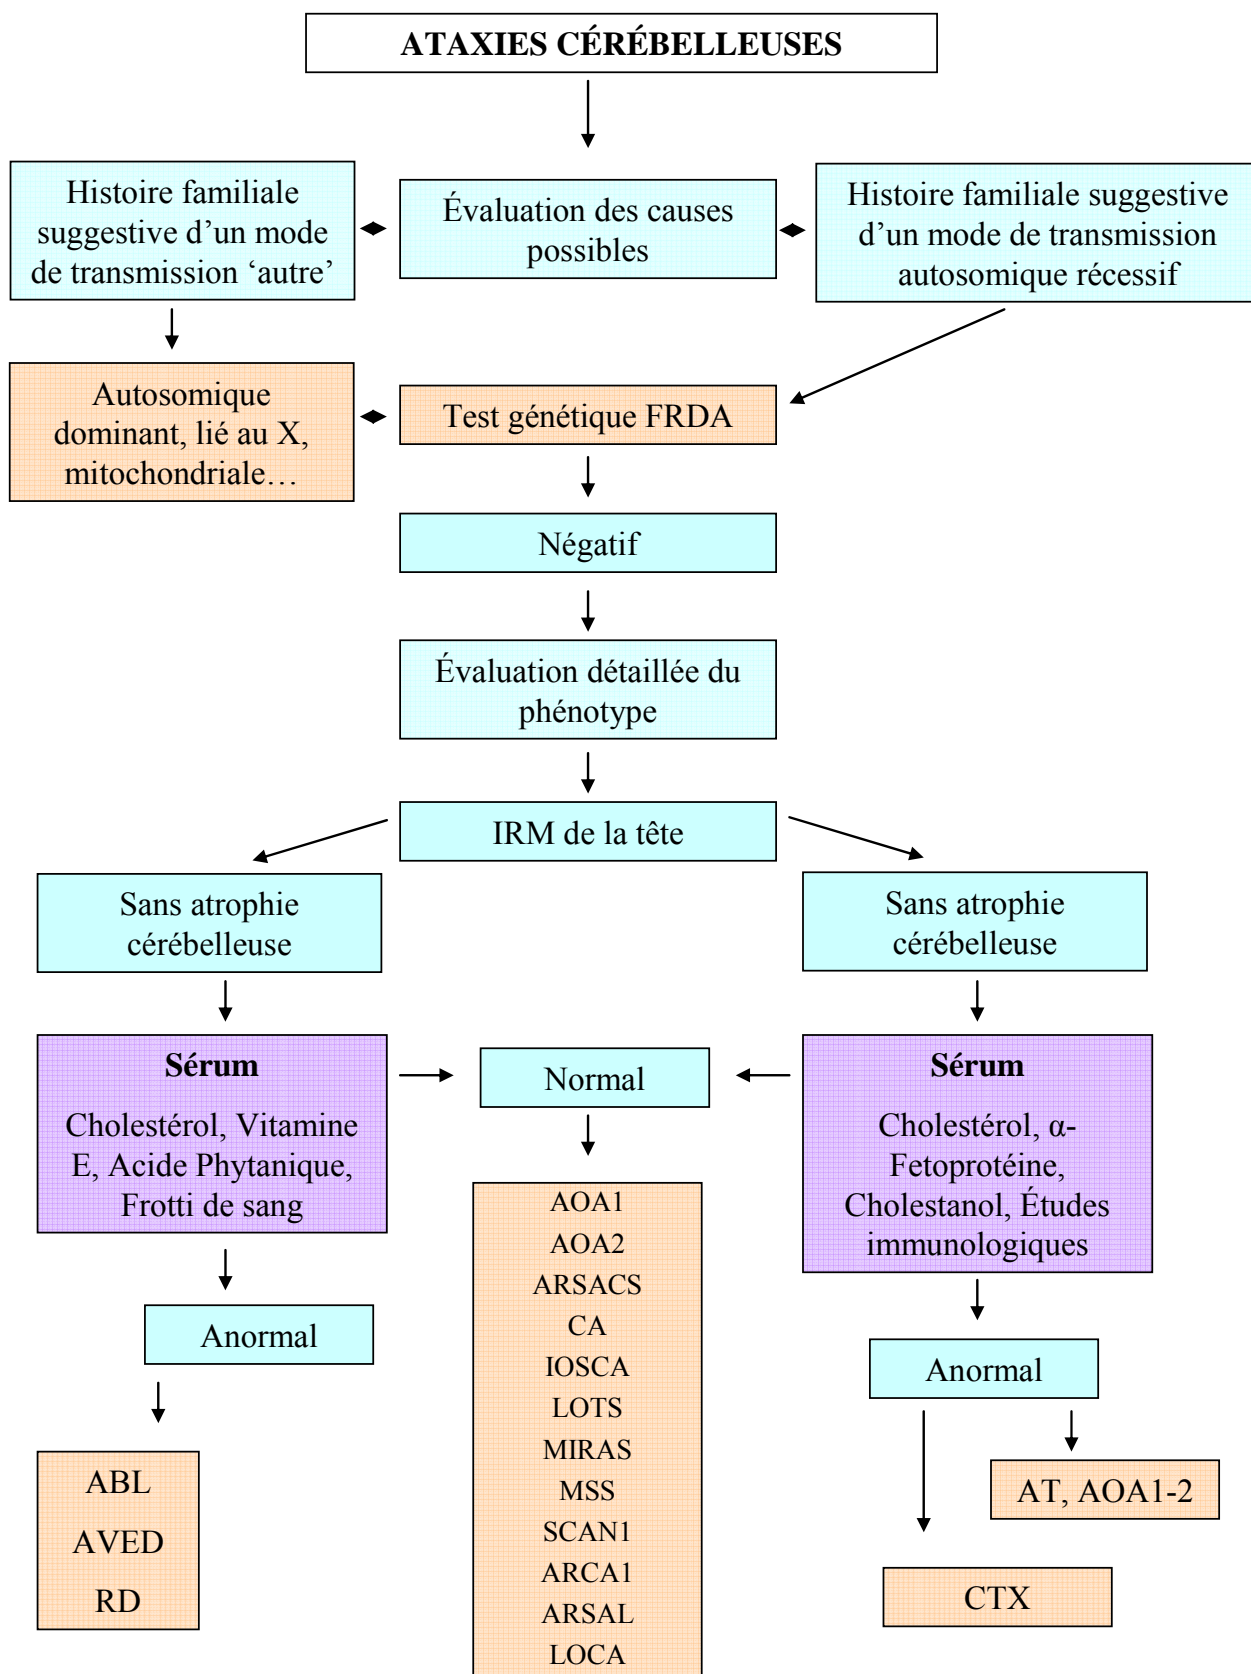 ATAXIES CÉRÉBELLEUSES
Histoire familiale
suggestive d'un mode
de transmission 'autre'
Évaluation des causes
possibles
Histoire familiale suggestive
d'un mode de transmission
autosomique récessif
Autosomique
dominant, lié au X,
mitochondriale…
Test génétique FRDA
Négatif
Évaluation détaillée du
phénotype
IRM de la tête
Sans atrophie
cérébelleuse
Sans atrophie
cérébelleuse
Sérum
Cholestérol, Vitamine
E, Acide Phytanique,
Frotti de sang
Normal
Sérum
Cholestérol, α-
Fetoprotéine,
Cholestanol, Études
immunologiques
Anormal
ABL
AVED
RD
AOA1
AOA2
ARSACS
CA
IOSCA
LOTS
MIRAS
MSS
SCAN1
ARCA1
ARSAL
LOCA
Anormal
AT, AOA1-2
CTX